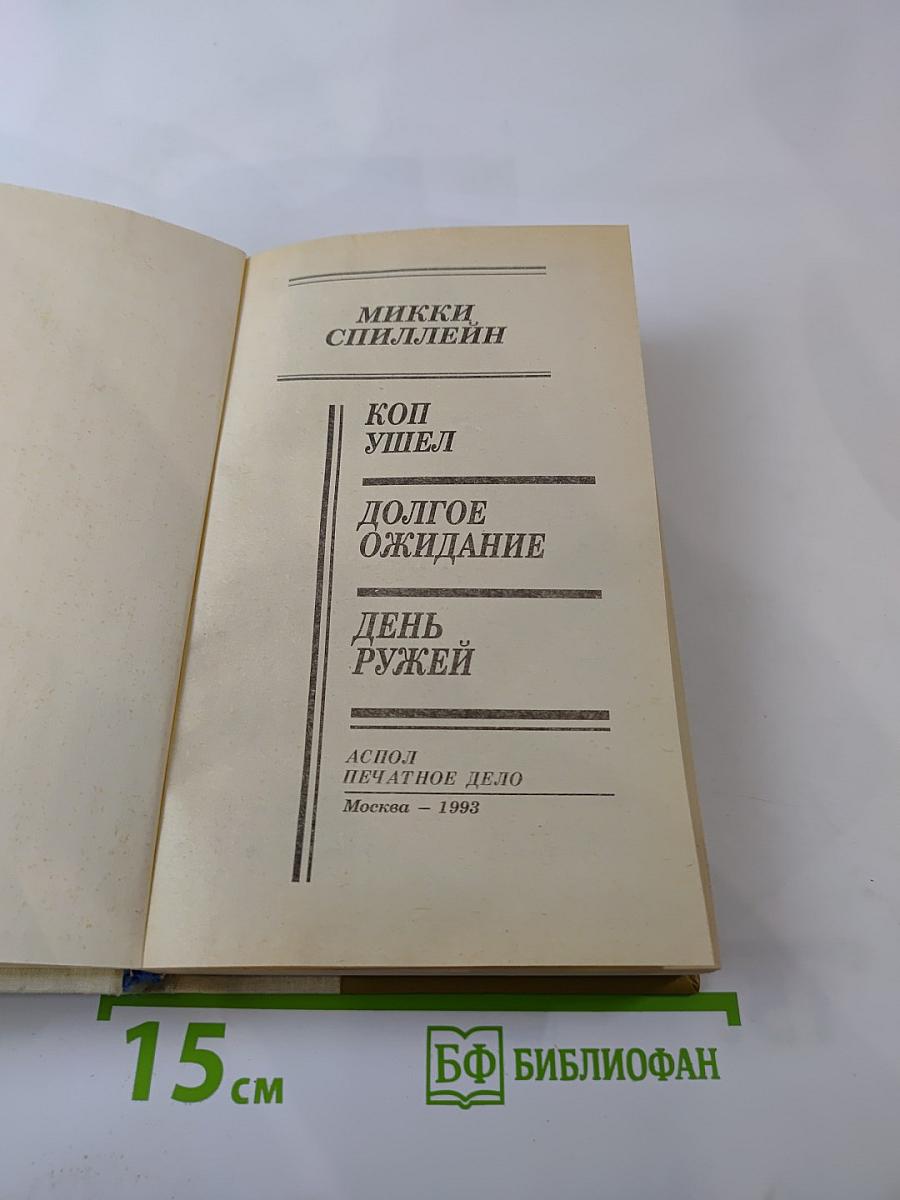 МИККИ
СПИЛЛЕЙН
КОП
УШЕЛ
ДОЛГОЕ
ОЖИДАНИЕ
ДЕНЬ
РУЖЕЙ
АСПОЛ
ПЕЧАТНОЕ ДЕЛО
Москва – 1993
15 см
БФ БИБЛИОФАН